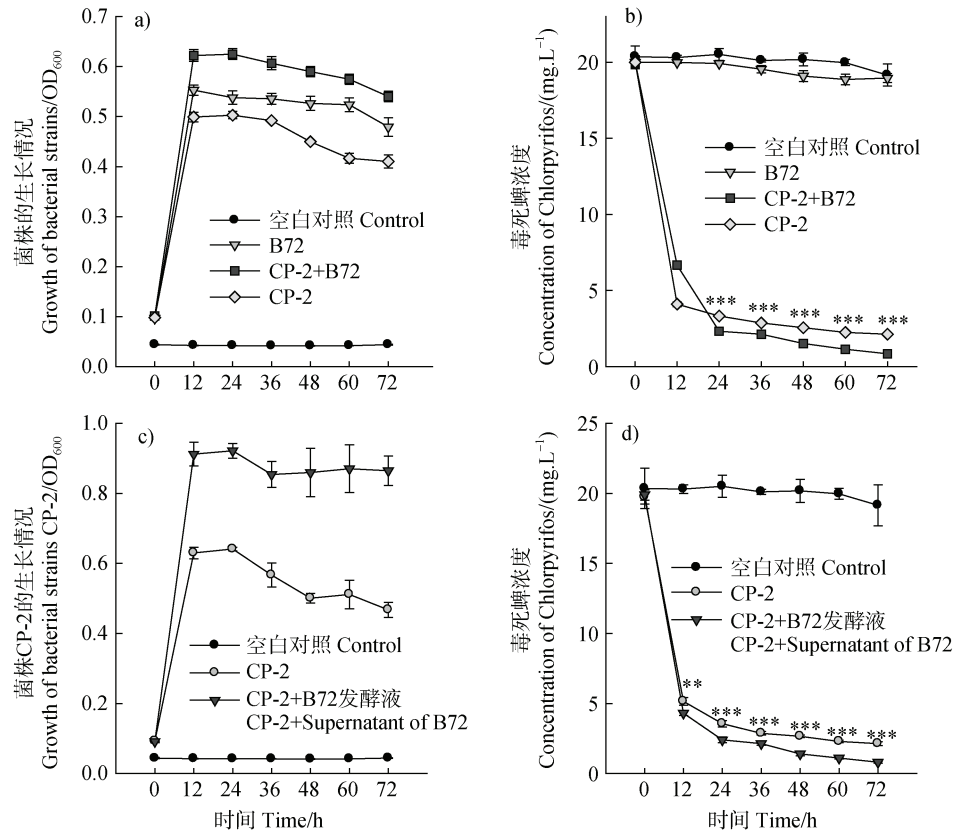 a)
0.7
0.6
0.5
0.4
0.3
0.2
0.1
0.0
菌株的生长情况
Growth of bacterial strains/OD600
空白对照 Control
B72
CP-2+B72
CP-2
0 12 24 36 48 60 72
b)
25
20
15
10
5
0
毒死蜱浓度
Concentration of Chlorpyrifos/(mg.L−1)
空白对照 Control
B72
CP-2+B72
CP-2
*** *** *** *** ***
0 12 24 36 48 60 72
c)
1.0
0.8
0.6
0.4
0.2
0.0
菌株CP-2的生长情况
Growth of bacterial strains CP-2/OD600
空白对照 Control
CP-2
CP-2+B72发酵液
CP-2+Supernatant of B72
0 12 24 36 48 60 72
时间 Time/h
d)
25
20
15
10
5
0
毒死蜱浓度
Concentration of Chlorpyrifos/(mg.L−1)
空白对照 Control
CP-2
CP-2+B72发酵液
CP-2+Supernatant of B72
** *** *** *** *** ***
0 12 24 36 48 60 72
时间 Time/h